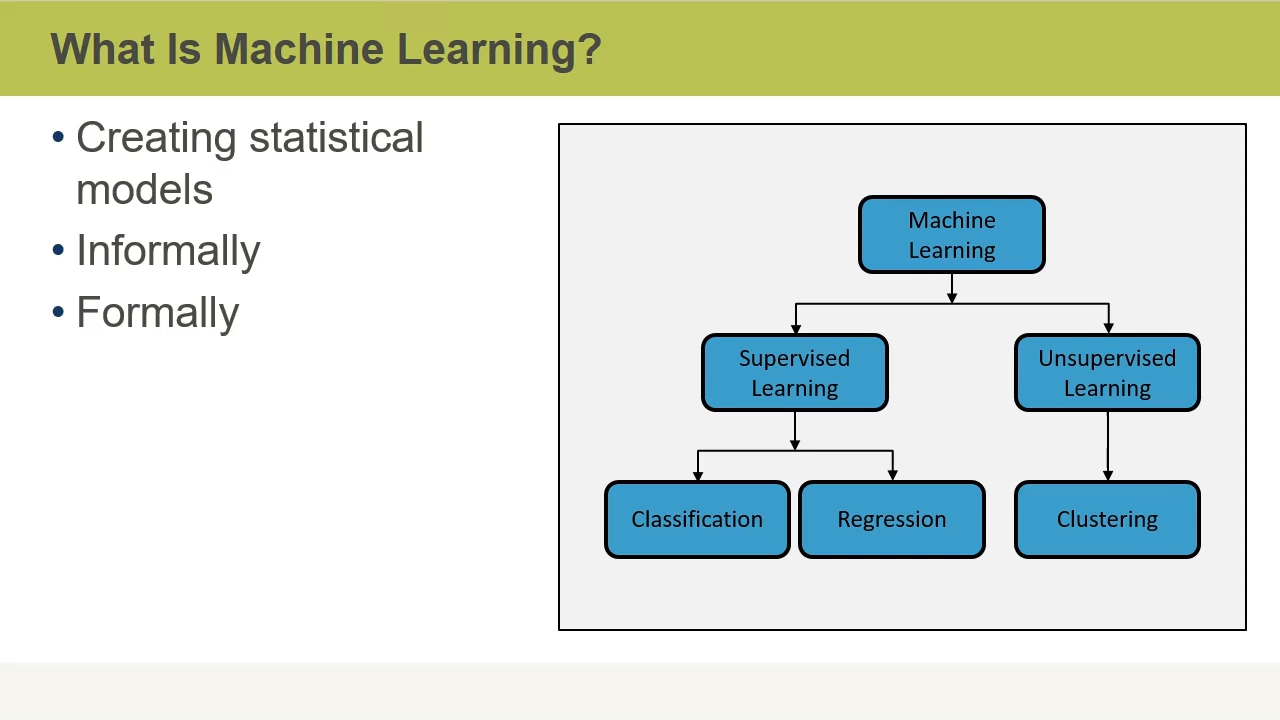 What Is Machine Learning?
• Creating statistical
models
• Informally
• Formally
Machine
Learning
Supervised
Learning
Unsupervised
Learning
Classification
Regression
Clustering